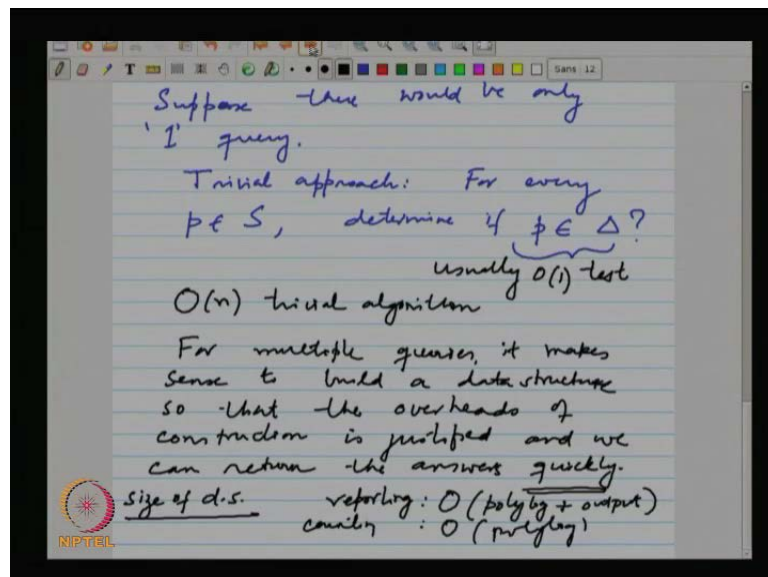 T Sans 12
Suppose there would be only
'1' query.
Trivial approach: For every
p ∈ S, determine if p ∈ Δ?
usually O(1) test
O(n) trivial algorithm
For multiple queries, it makes
sense to build a data structure
so that the overheads of
construction is justified and we
can return the answers quickly.
size of d.s. reporting: O(polylog + output)
counting : O(polylog)
NPTEL